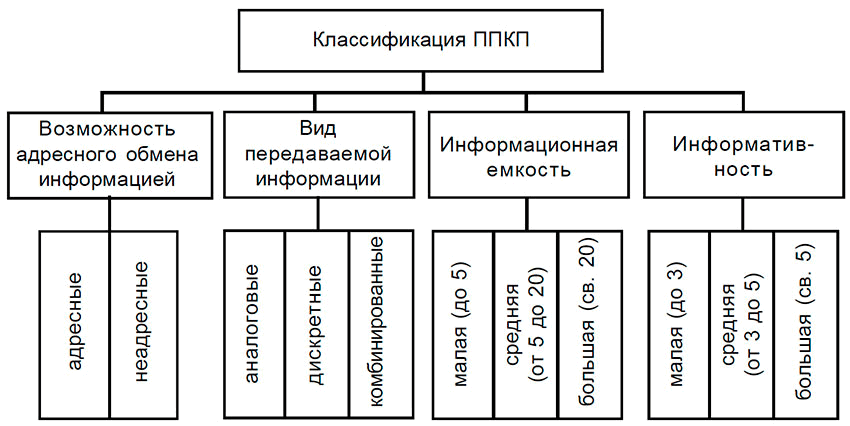 Классификация ППКП
Возможность
адресного обмена
информацией
Вид
передаваемой
информации
Информационная
емкость
Информатив-
ность
адресные
неадресные
аналоговые
дискретные
комбинированные
малая (до 5)
средняя
(от 5 до 20)
большая (св. 20)
малая (до 3)
средняя
(от 3 до 5)
большая (св. 5)